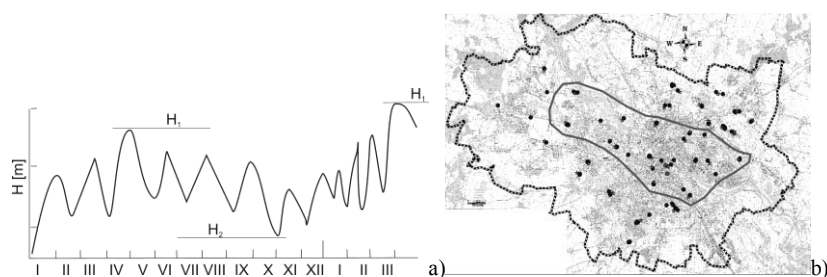 H₁
H₁
H [m]
H₂
I II III IV V VI VII VIII IX X XI XII I II III
a)
N
W E
b)